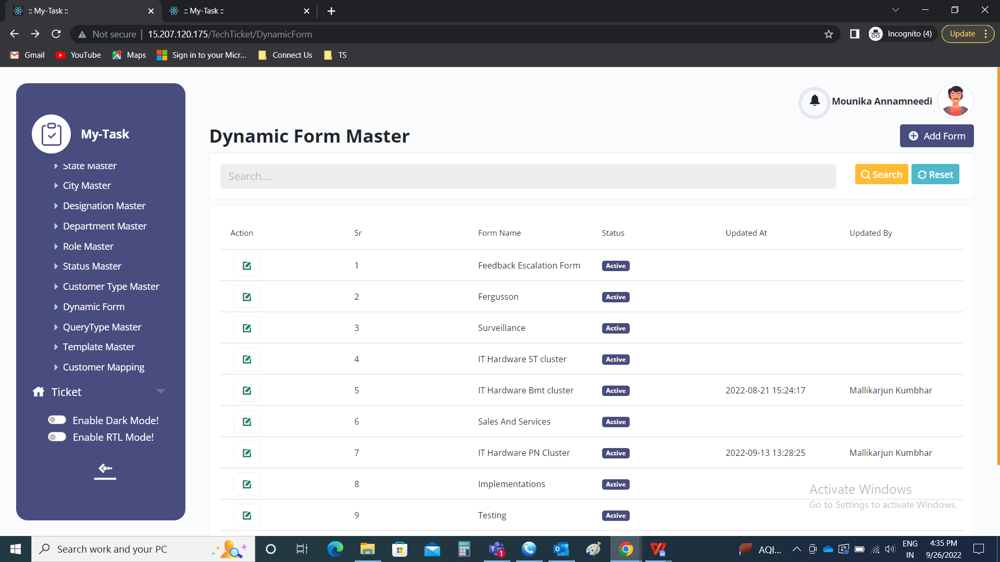 :: My-Task ::
:: My-Task ::
Not secure
15.207.120.175/TechTicket/DynamicForm
Incognito (4)
Update
Gmail
YouTube
Maps
Sign in to your Micr...
Connect Us
TS
My-Task
State Master
City Master
Designation Master
Department Master
Role Master
Status Master
Customer Type Master
Dynamic Form
QueryType Master
Template Master
Customer Mapping
Ticket
Enable Dark Mode!
Enable RTL Mode!
Mounika Annamneedi
Dynamic Form Master
Add Form
Search....
Search
Reset
Action Sr Form Name Status Updated At Updated By
1 Feedback Escalation Form Active
2 Fergusson Active
3 Surveillance Active
4 IT Hardware ST cluster Active
5 IT Hardware Bmt cluster Active 2022-08-21 15:24:17 Mallikarjun Kumbhar
6 Sales And Services Active
7 IT Hardware PN Cluster Active 2022-09-13 13:28:25 Mallikarjun Kumbhar
8 Implementations Active
9 Testing Active
Activate Windows
Go to Settings to activate Windows.
Search work and your PC
1
AQI...
ENG
IN
4:35 PM
9/26/2022